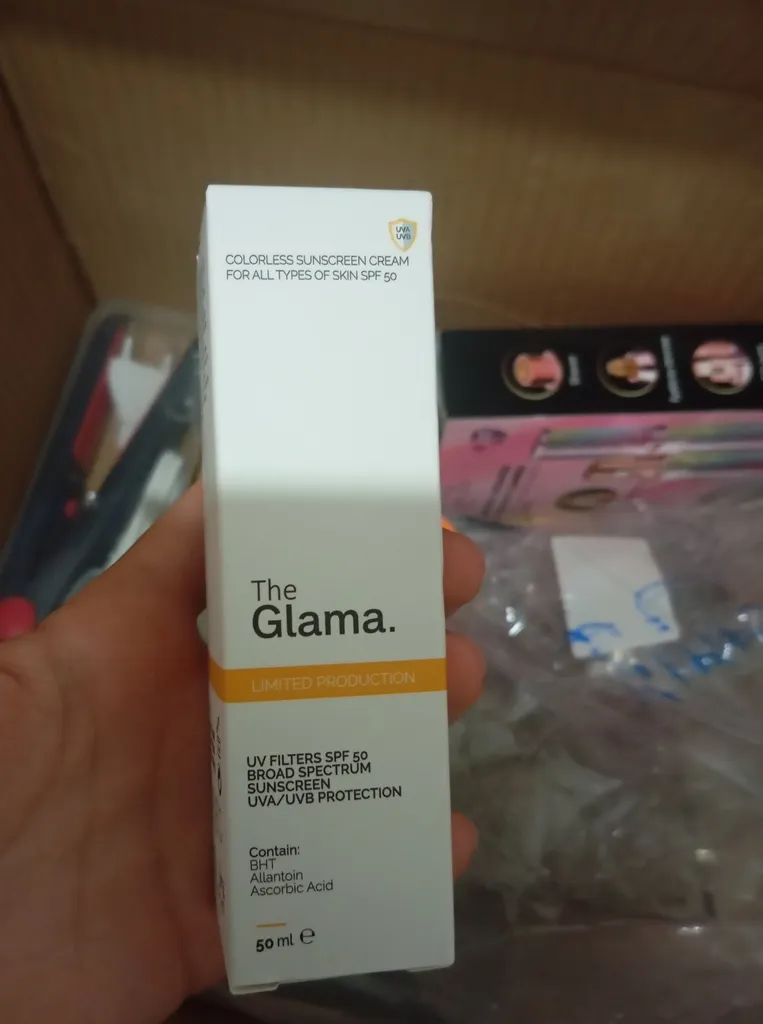 UVA
UVB
COLORLESS SUNSCREEN CREAM
FOR ALL TYPES OF SKIN SPF 50
The
Glama.
LIMITED PRODUCTION
UV FILTERS SPF 50
BROAD SPECTRUM
SUNSCREEN
UVA/UVB PROTECTION
Contain:
BHT
Allantoin
Ascorbic Acid
50 ml ℮